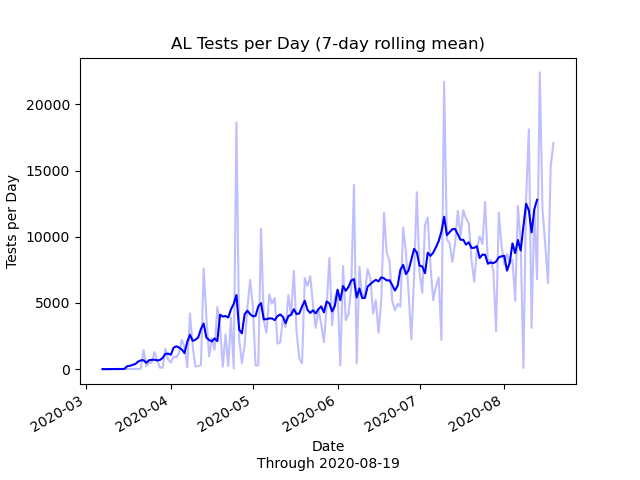 AL Tests per Day (7-day rolling mean)
Tests per Day
20000
15000
10000
5000
0
2020-03
2020-04
2020-05
2020-06
2020-07
2020-08
Date
Through 2020-08-19